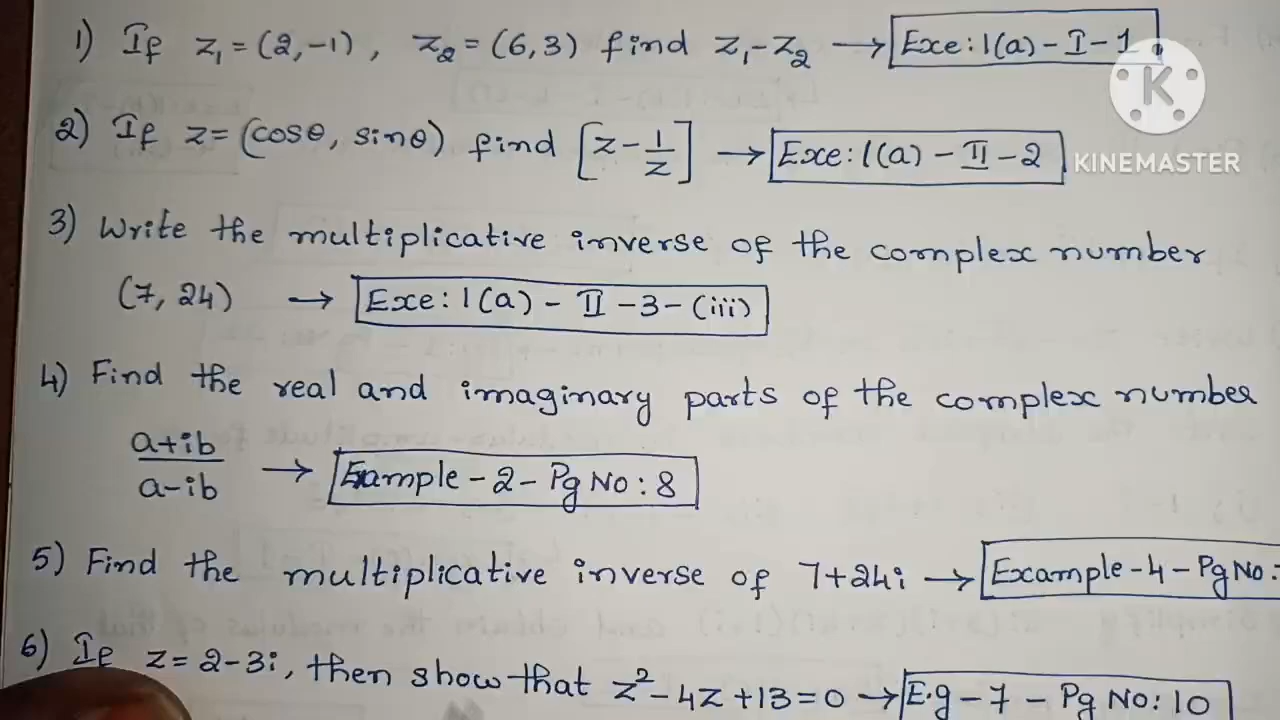 1) If z₁ = (2, -1), z₂ = (6, 3) find z₁ - z₂ → Exe: 1(a) - I - 1
2) If z = (cosθ, sinθ) find [z - 1/z] → Exe: 1(a) - II - 2
K
KINEMASTER
3) Write the multiplicative inverse of the complex number
(7, 24) → Exe: 1(a) - II - 3 - (iii)
4) Find the real and imaginary parts of the complex number
a+ib/a-ib → Example - 2 - Pg No: 8
5) Find the multiplicative inverse of 7+24i → Example - 4 - Pg No:
6) If z = 2-3i, then show that z² - 4z + 13 = 0 → E.g - 7 - Pg No: 10